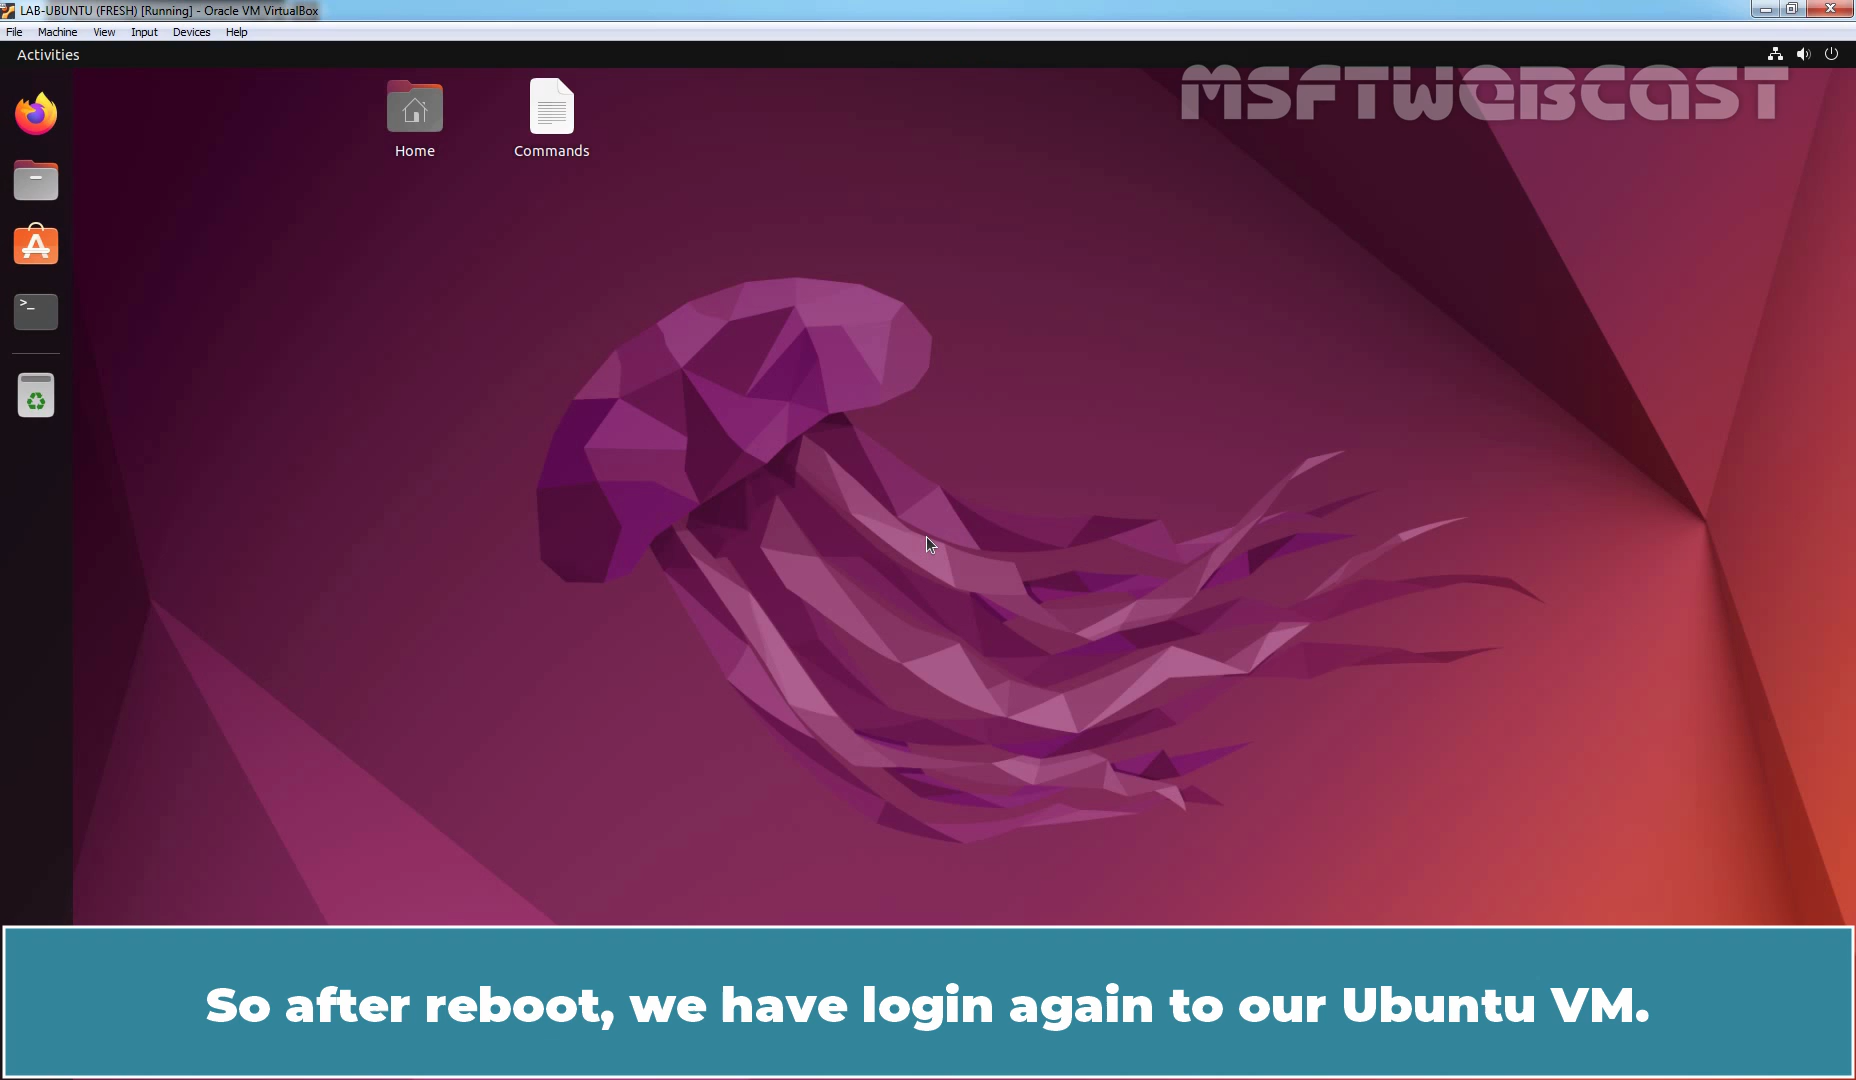 LAB-UBUNTU (FRESH) [Running] - Oracle VM VirtualBox
File Machine View Input Devices Help
Activities
MSFTWEBCAST
Home
Commands
>_
So after reboot, we have login again to our Ubuntu VM.